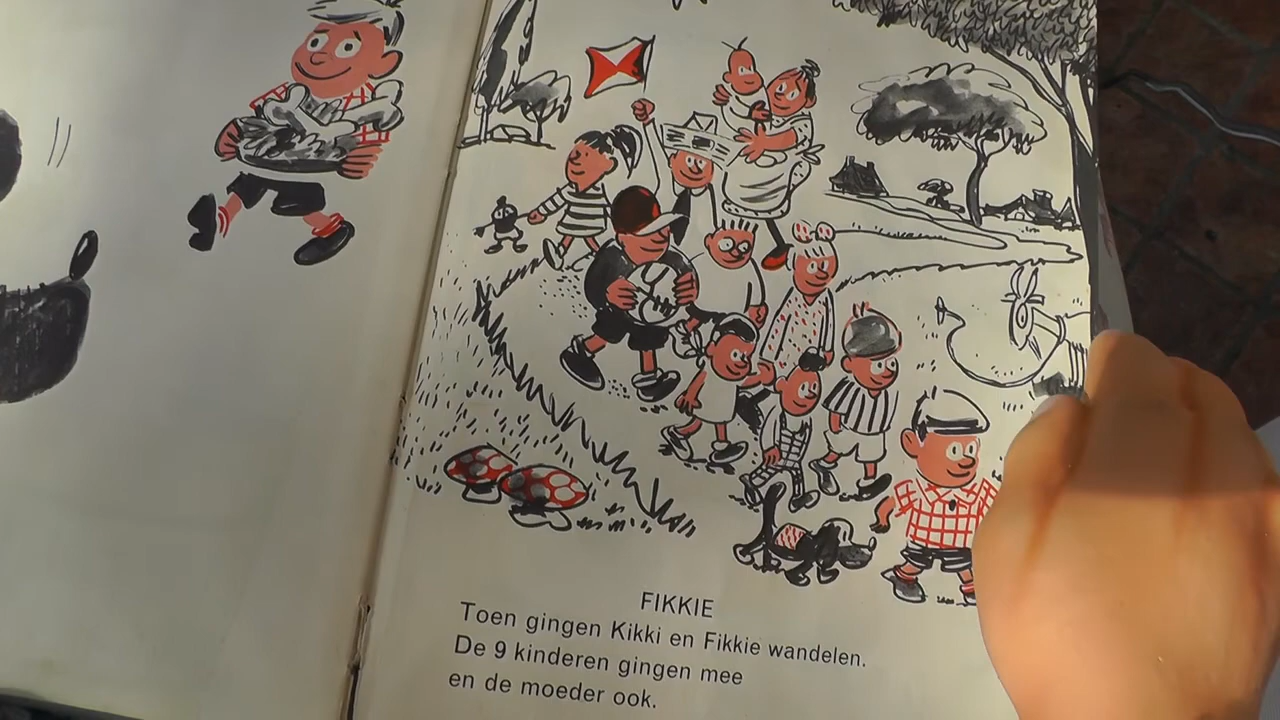 FIKKIE
Toen gingen Kikki en Fikkie wandelen.
De 9 kinderen gingen mee
en de moeder ook.